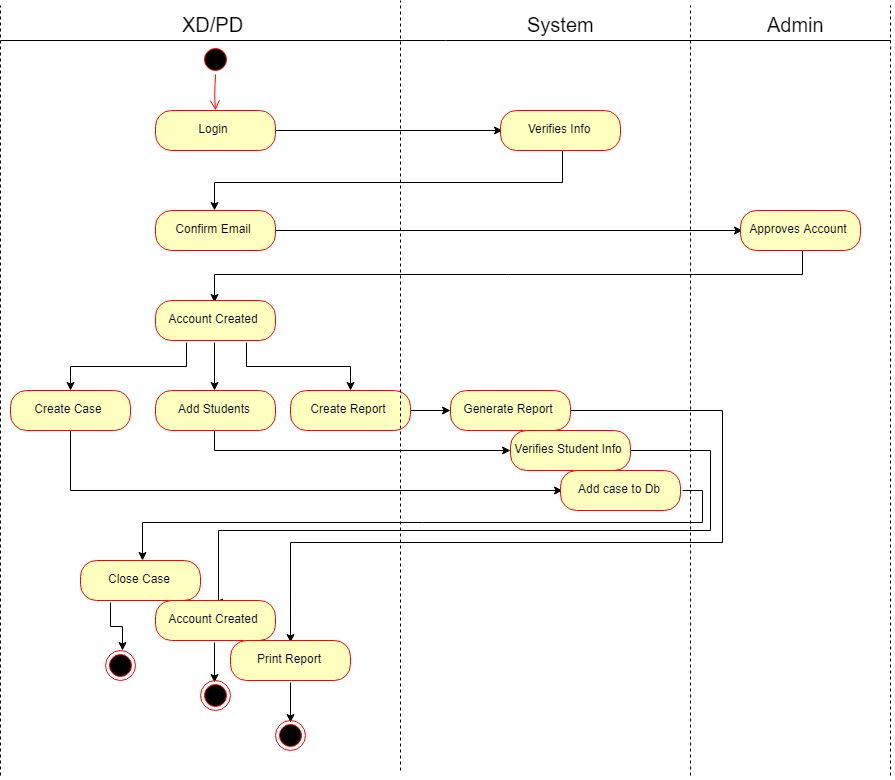 XD/PD
System
Admin
Login
Verifies Info
Confirm Email
Approves Account
Account Created
Create Case
Add Students
Create Report
Generate Report
Verifies Student Info
Add case to Db
Close Case
Account Created
Print Report